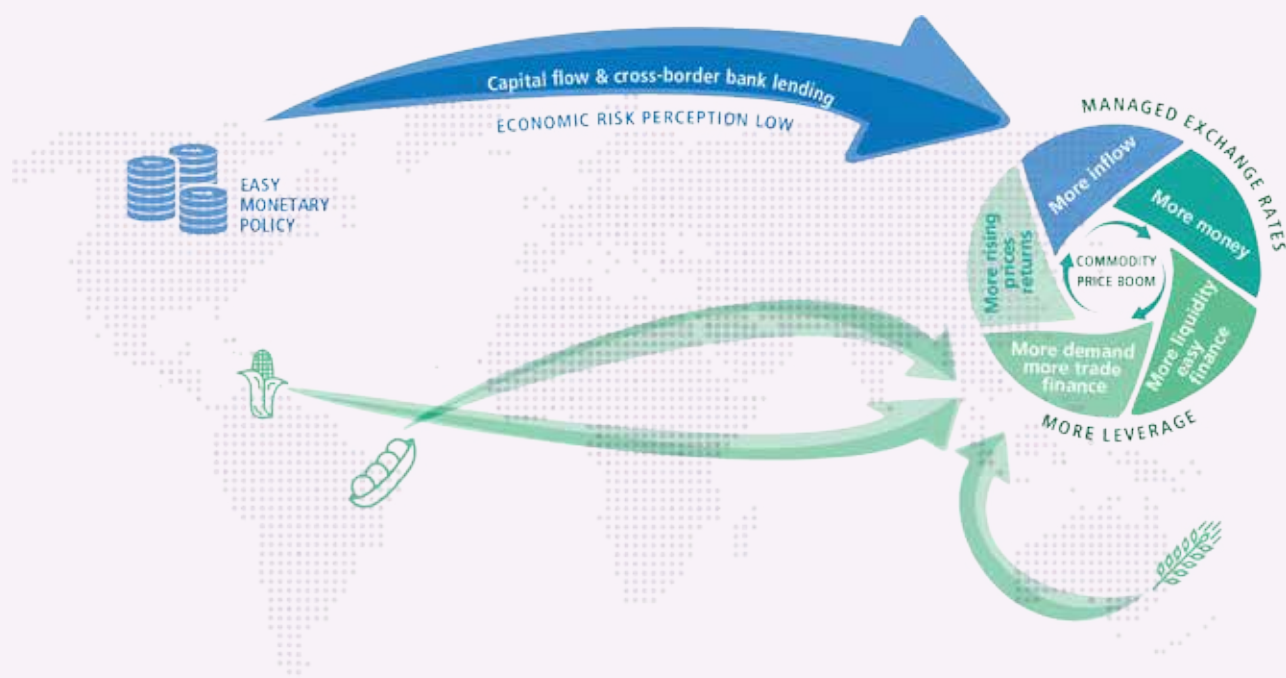 Capital flow & cross-border bank lending
ECONOMIC RISK PERCEPTION LOW
EASY
MONETARY
POLICY
MANAGED EXCHANGE RATES
More inflow
More money
More liquidity
easy
finance
More demand
more trade
finance
More rising
prices
returns
COMMODITY
PRICE BOOM
MORE LEVERAGE